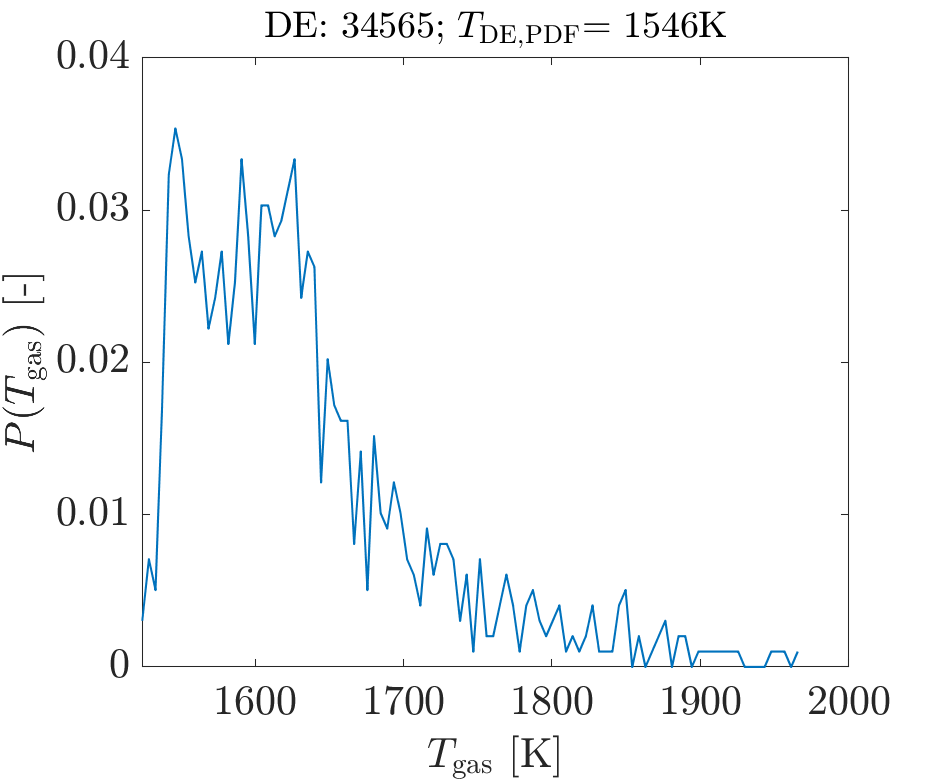 DE: 34565; T_DE,PDF= 1546K
0.04
0.03
0.02
0.01
0
P(T_gas) [-]
1600 1700 1800 1900 2000
T_gas [K]